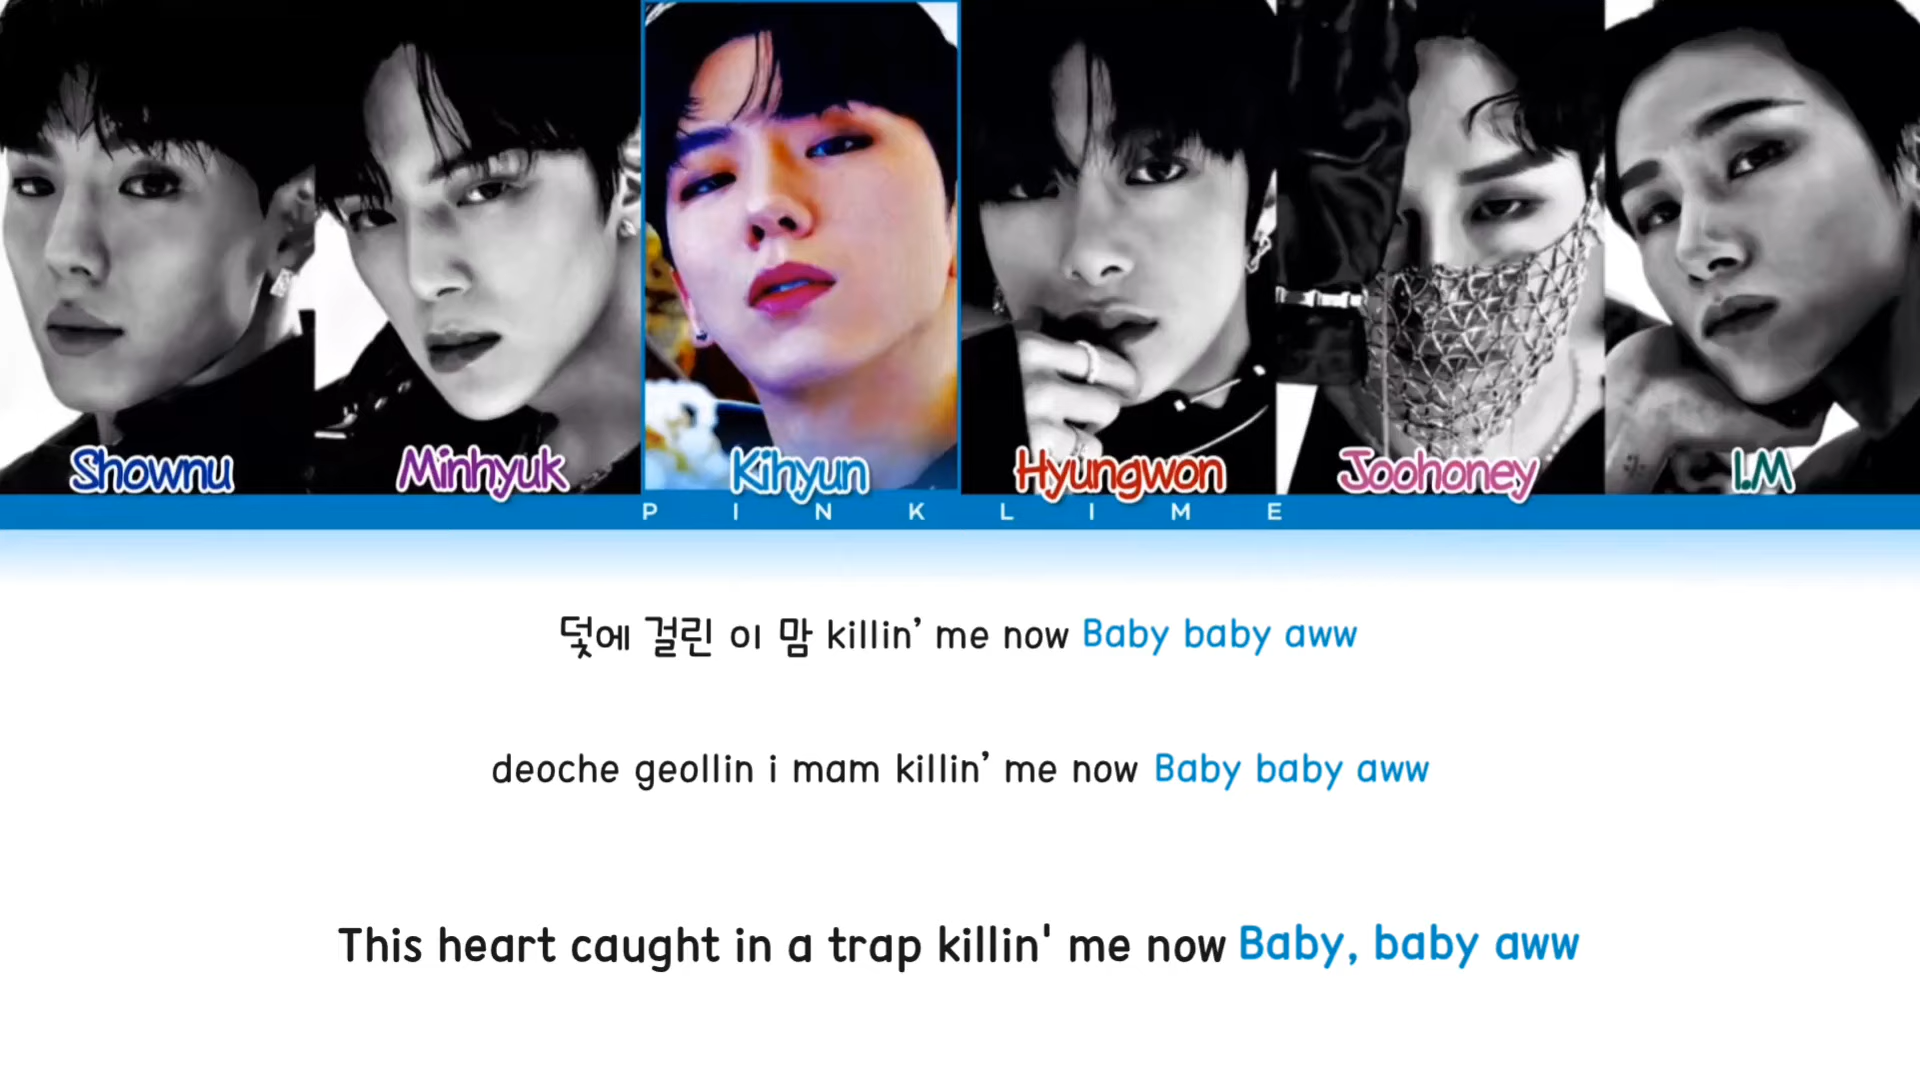 Shownu Minhyuk Kihyun Hyungwon Joohoney I.M
PINKLIME
덫에 걸린 이 맘 killin’ me now Baby baby aww
deoche geollin i mam killin’ me now Baby baby aww
This heart caught in a trap killin' me now Baby, baby aww